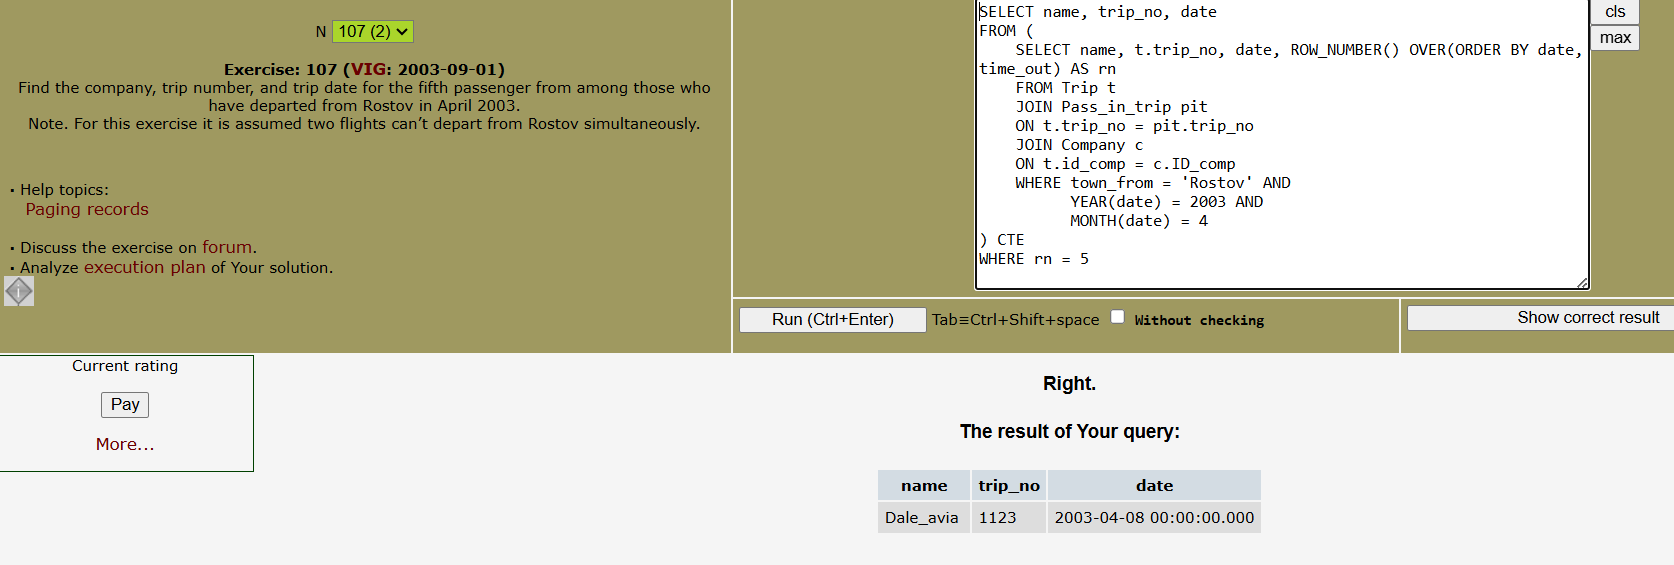 N 107 (2)
Exercise: 107 (VIG: 2003-09-01)
Find the company, trip number, and trip date for the fifth passenger from among those who
have departed from Rostov in April 2003.
Note. For this exercise it is assumed two flights can’t depart from Rostov simultaneously.
· Help topics:
Paging records
· Discuss the exercise on forum.
· Analyze execution plan of Your solution.
SELECT name, trip_no, date
FROM (
SELECT name, t.trip_no, date, ROW_NUMBER() OVER(ORDER BY date,
time_out) AS rn
FROM Trip t
JOIN Pass_in_trip pit
ON t.trip_no = pit.trip_no
JOIN Company c
ON t.id_comp = c.ID_comp
WHERE town_from = 'Rostov' AND
YEAR(date) = 2003 AND
MONTH(date) = 4
) CTE
WHERE rn = 5
cls
max
Run (Ctrl+Enter) Tab≡Ctrl+Shift+space Without checking
Show correct result
Current rating
Pay
More...
Right.
The result of Your query:
name trip_no date
Dale_avia 1123 2003-04-08 00:00:00.000